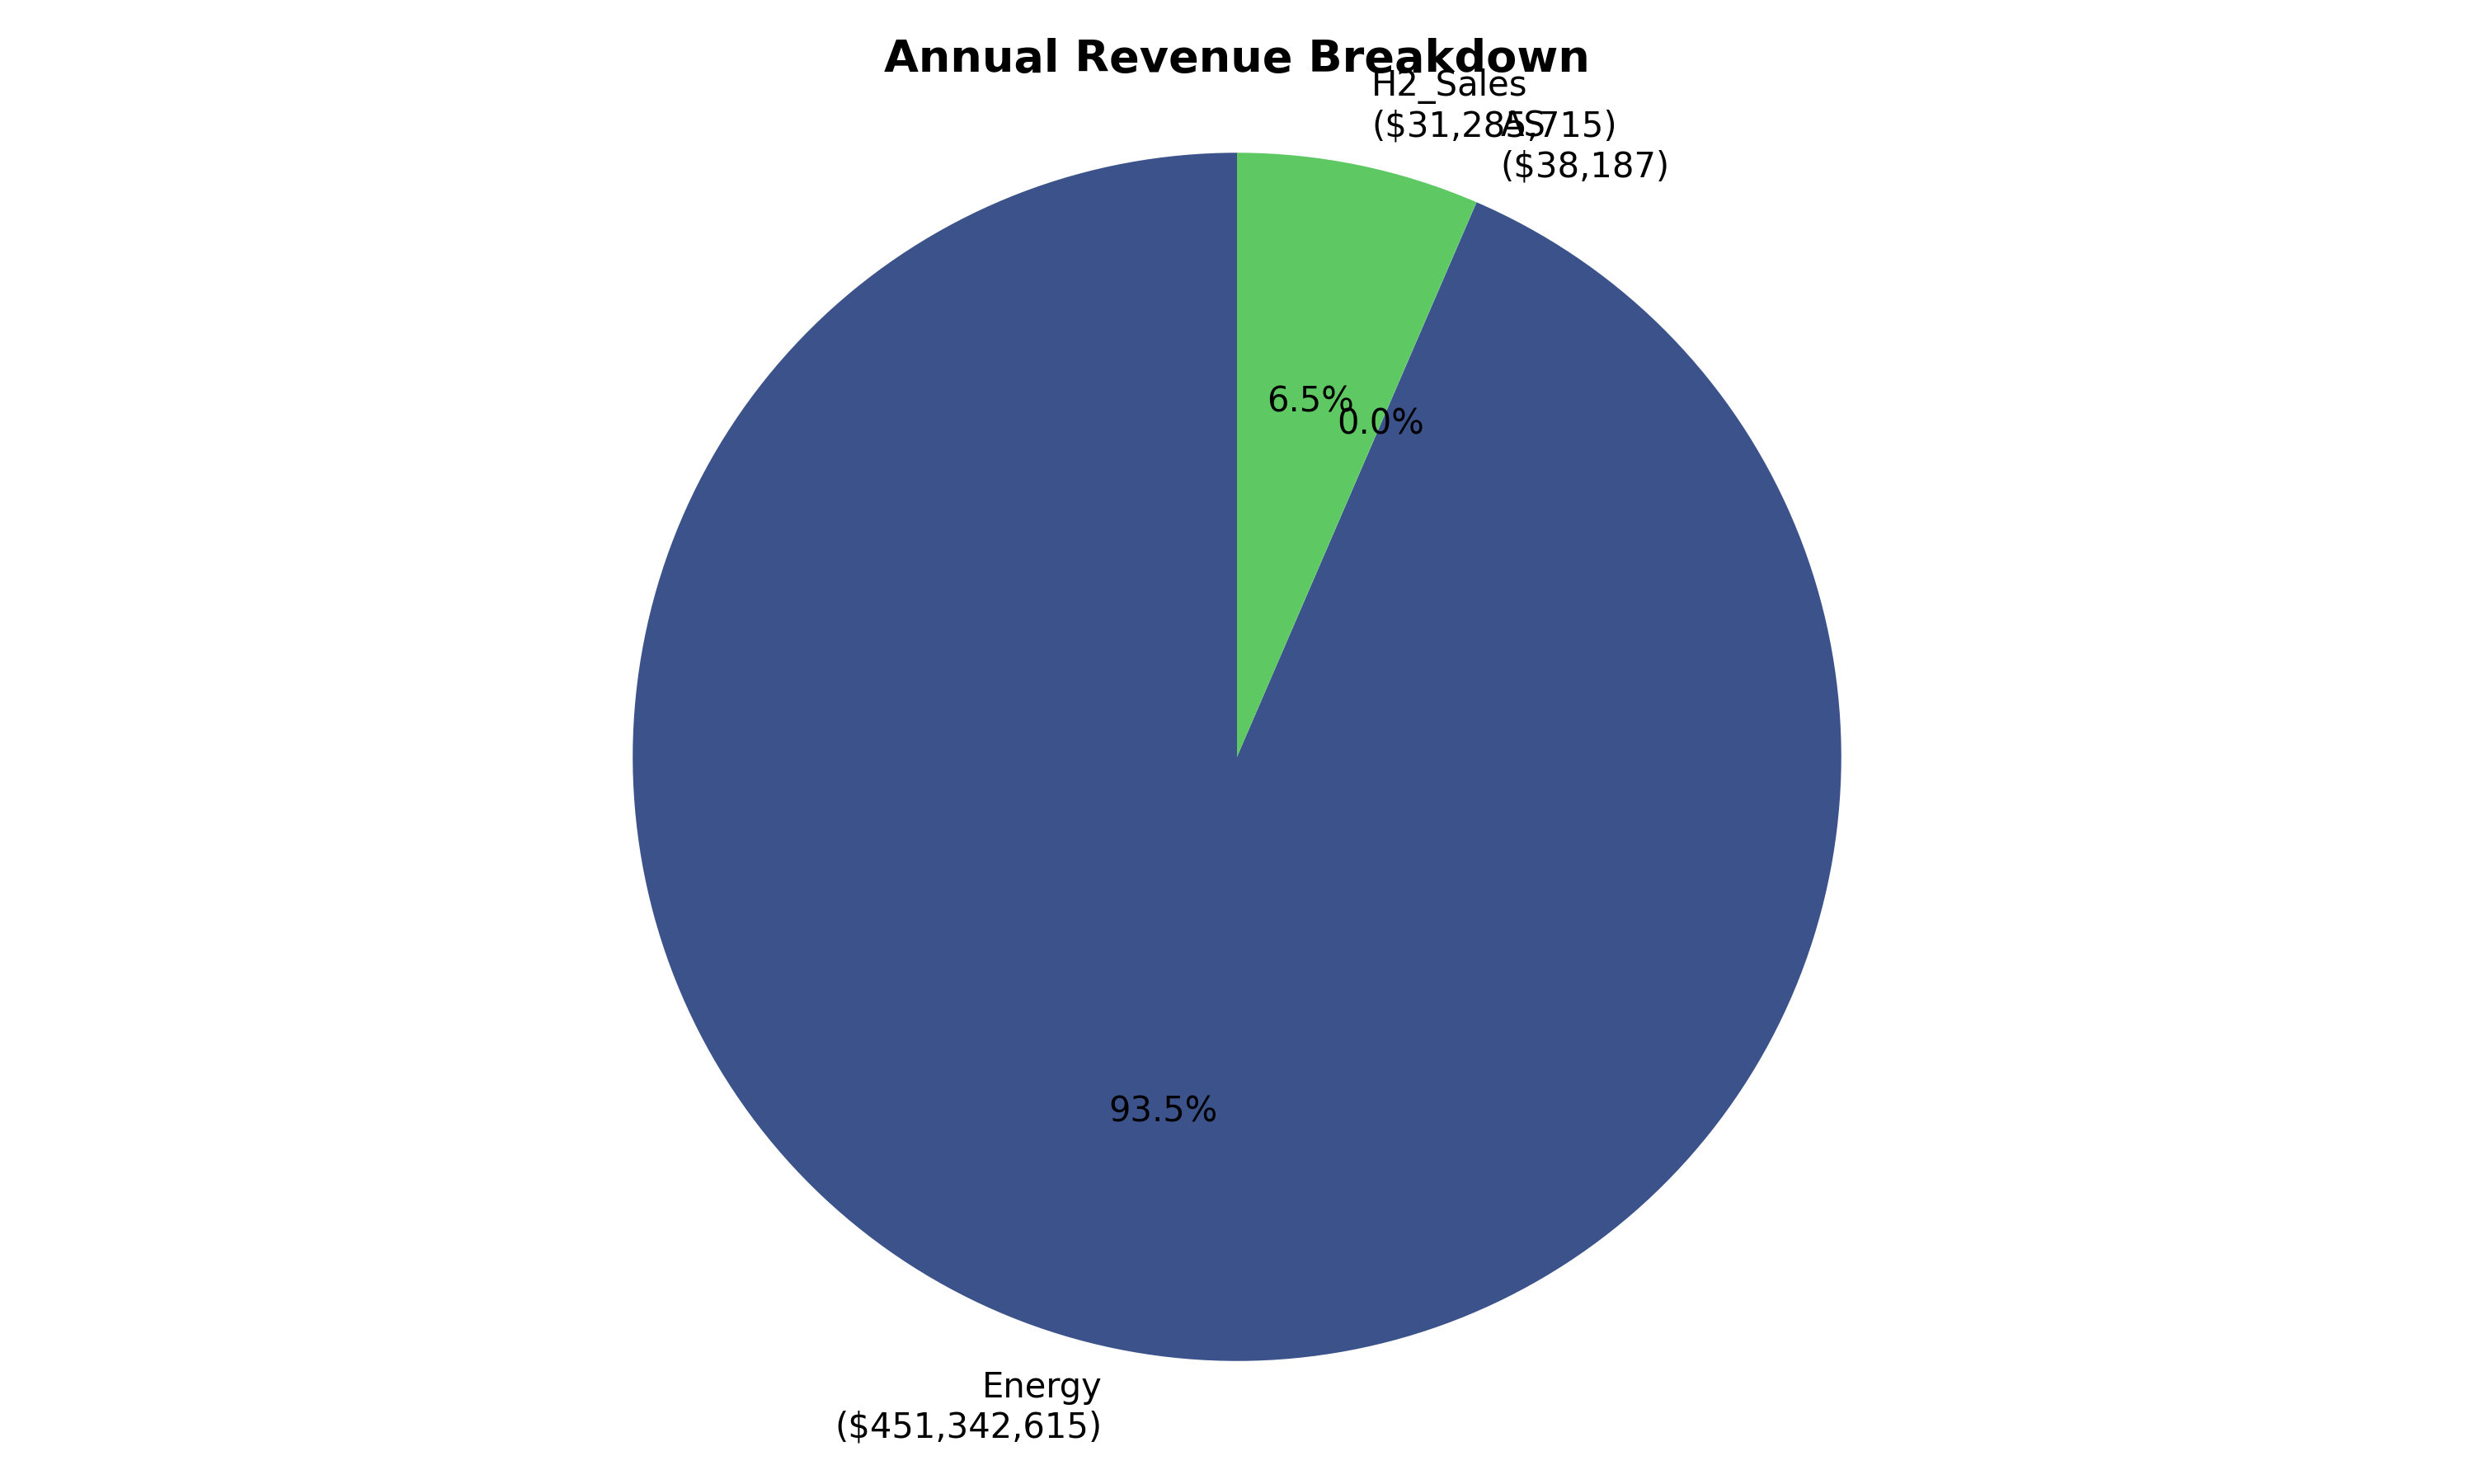 Annual Revenue Breakdown
H2_Sales
AS
($38,187)
6.5%
0.0%
93.5%
Energy
($451,342,615)